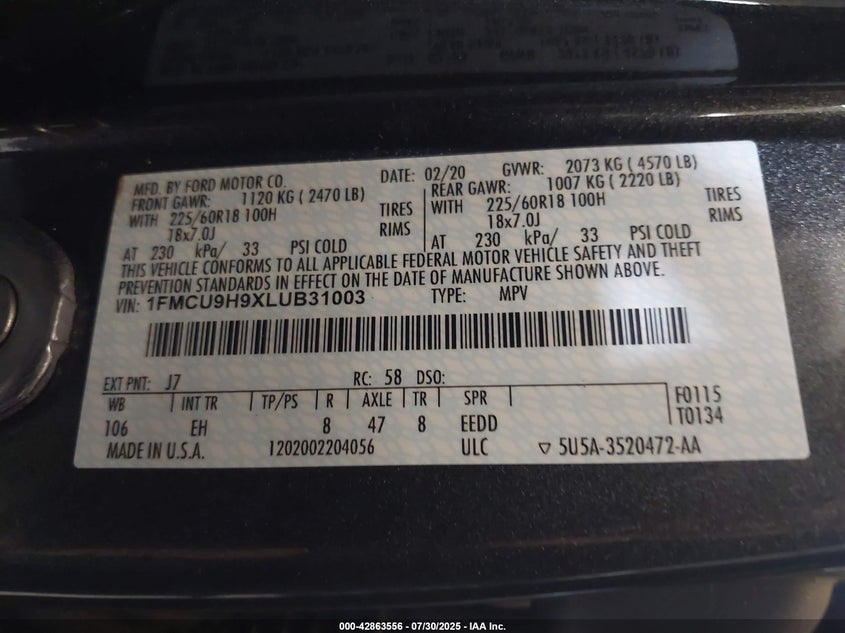 MFD. BY FORD MOTOR CO. DATE: 02/20 GVWR: 2073 KG ( 4570 LB)
FRONT GAWR: 1120 KG ( 2470 LB) REAR GAWR: 1007 KG ( 2220 LB)
WITH 225/60R18 100H TIRES WITH 225/60R18 100H TIRES
18x7.0J RIMS 18x7.0J RIMS
AT 230 kPa/ 33 PSI COLD AT 230 kPa/ 33 PSI COLD
THIS VEHICLE CONFORMS TO ALL APPLICABLE FEDERAL MOTOR VEHICLE SAFETY AND THEFT
PREVENTION STANDARDS IN EFFECT ON THE DATE OF MANUFACTURE SHOWN ABOVE.
VIN: 1FMCU9H9XLUB31003 TYPE: MPV
EXT PNT: J7 RC: 58 DSO:
WB INT TR TP/PS R AXLE TR SPR F0115
106 EH 8 47 8 EEDD T0134
MADE IN U.S.A. 1202002204056 ULC ▽ 5U5A-3520472-AA
000-42863556 / 07/30/2025 - IAA Inc.